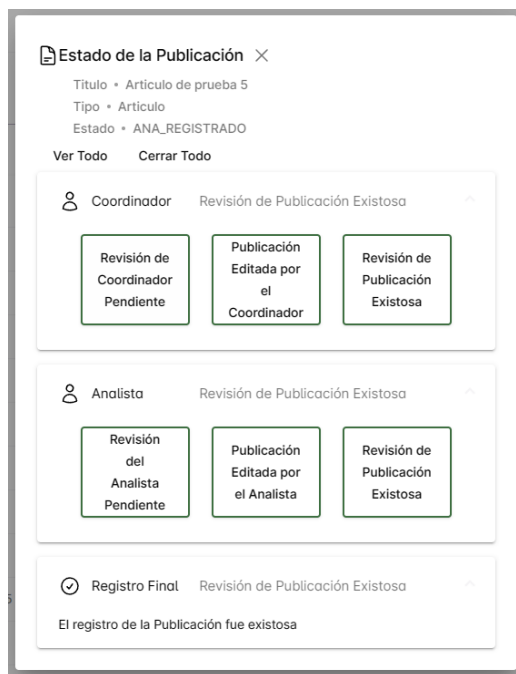 Estado de la Publicación
Titulo • Articulo de prueba 5
Tipo • Articulo
Estado • ANA_REGISTRADO
Ver Todo Cerrar Todo
Coordinador Revisión de Publicación Existosa
Revisión de
Coordinador
Pendiente
Publicación
Editada por
el
Coordinador
Revisión de
Publicación
Existosa
Analista Revisión de Publicación Existosa
Revisión
del
Analista
Pendiente
Publicación
Editada por
el Analista
Revisión de
Publicación
Existosa
Registro Final Revisión de Publicación Existosa
El registro de la Publicación fue existosa
5